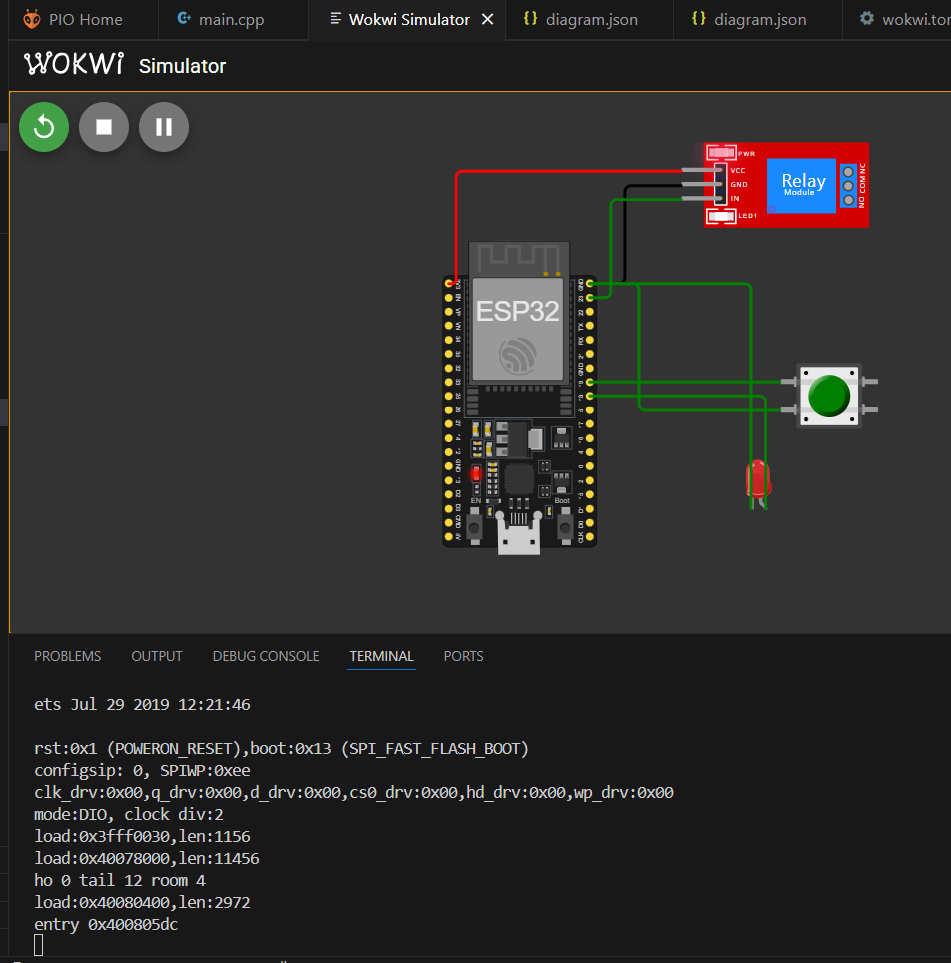 PIO Home
main.cpp
Wokwi Simulator
diagram.json
diagram.json
wokwi.tor
WOKWi Simulator
PWR
VCC
GND
IN
LED1
Relay
Module
NO COM NC
ESP32
EN
Boot
PROBLEMS OUTPUT DEBUG CONSOLE TERMINAL PORTS
ets Jul 29 2019 12:21:46
rst:0x1 (POWERON_RESET),boot:0x13 (SPI_FAST_FLASH_BOOT)
configsip: 0, SPIWP:0xee
clk_drv:0x00,q_drv:0x00,d_drv:0x00,cs0_drv:0x00,hd_drv:0x00,wp_drv:0x00
mode:DIO, clock div:2
load:0x3fff0030,len:1156
load:0x40078000,len:11456
ho 0 tail 12 room 4
load:0x40080400,len:2972
entry 0x400805dc